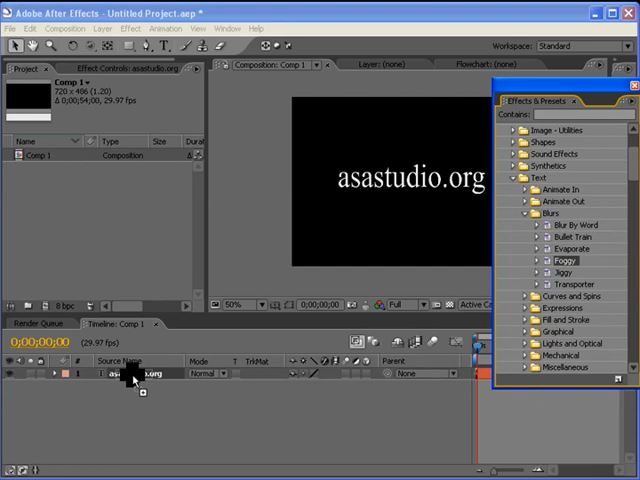 Adobe After Effects - Untitled Project.aep *
File Edit Composition Layer Effect Animation View Window Help
Workspace: Standard
Project Effect Controls: asastudio.org
Composition: Comp 1 Layer: (none) Flowchart: (none)
Comp 1
720 x 486 (1.20)
Δ 0;00;54;00, 29.97 fps
Name Type Size Durat
Comp 1 Composition
8 bpc
asastudio.org
50% 0;00;00;00 Full Active Ca
Effects & Presets
Contains:
Image - Utilities
Shapes
Sound Effects
Synthetics
Text
Animate In
Animate Out
Blurs
Blur By Word
Bullet Train
Evaporate
Foggy
Jiggy
Transporter
Curves and Spins
Expressions
Fill and Stroke
Graphical
Lights and Optical
Mechanical
Miscellaneous
Render Queue Timeline: Comp 1
0;00;00;00 (29.97 fps)
# Source Name Mode T TrkMat Parent
1 Normal None